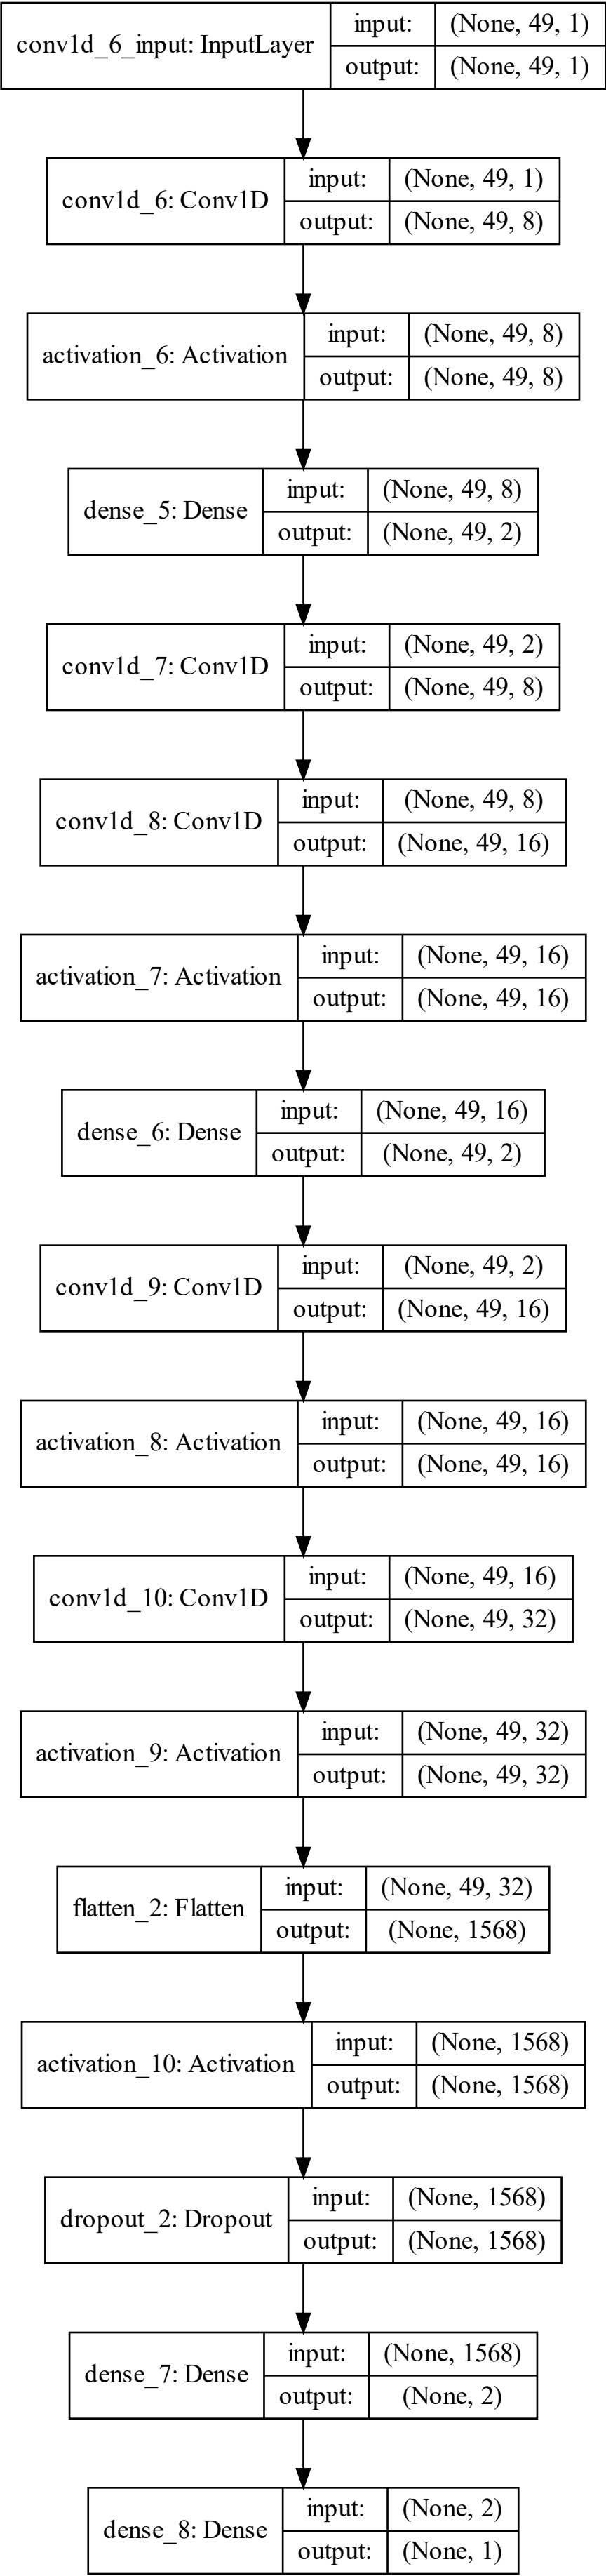 conv1d_6_input: InputLayer
input: (None, 49, 1)
output: (None, 49, 1)
conv1d_6: Conv1D
input: (None, 49, 1)
output: (None, 49, 8)
activation_6: Activation
input: (None, 49, 8)
output: (None, 49, 8)
dense_5: Dense
input: (None, 49, 8)
output: (None, 49, 2)
conv1d_7: Conv1D
input: (None, 49, 2)
output: (None, 49, 8)
conv1d_8: Conv1D
input: (None, 49, 8)
output: (None, 49, 16)
activation_7: Activation
input: (None, 49, 16)
output: (None, 49, 16)
dense_6: Dense
input: (None, 49, 16)
output: (None, 49, 2)
conv1d_9: Conv1D
input: (None, 49, 2)
output: (None, 49, 16)
activation_8: Activation
input: (None, 49, 16)
output: (None, 49, 16)
conv1d_10: Conv1D
input: (None, 49, 16)
output: (None, 49, 32)
activation_9: Activation
input: (None, 49, 32)
output: (None, 49, 32)
flatten_2: Flatten
input: (None, 49, 32)
output: (None, 1568)
activation_10: Activation
input: (None, 1568)
output: (None, 1568)
dropout_2: Dropout
input: (None, 1568)
output: (None, 1568)
dense_7: Dense
input: (None, 1568)
output: (None, 2)
dense_8: Dense
input: (None, 2)
output: (None, 1)